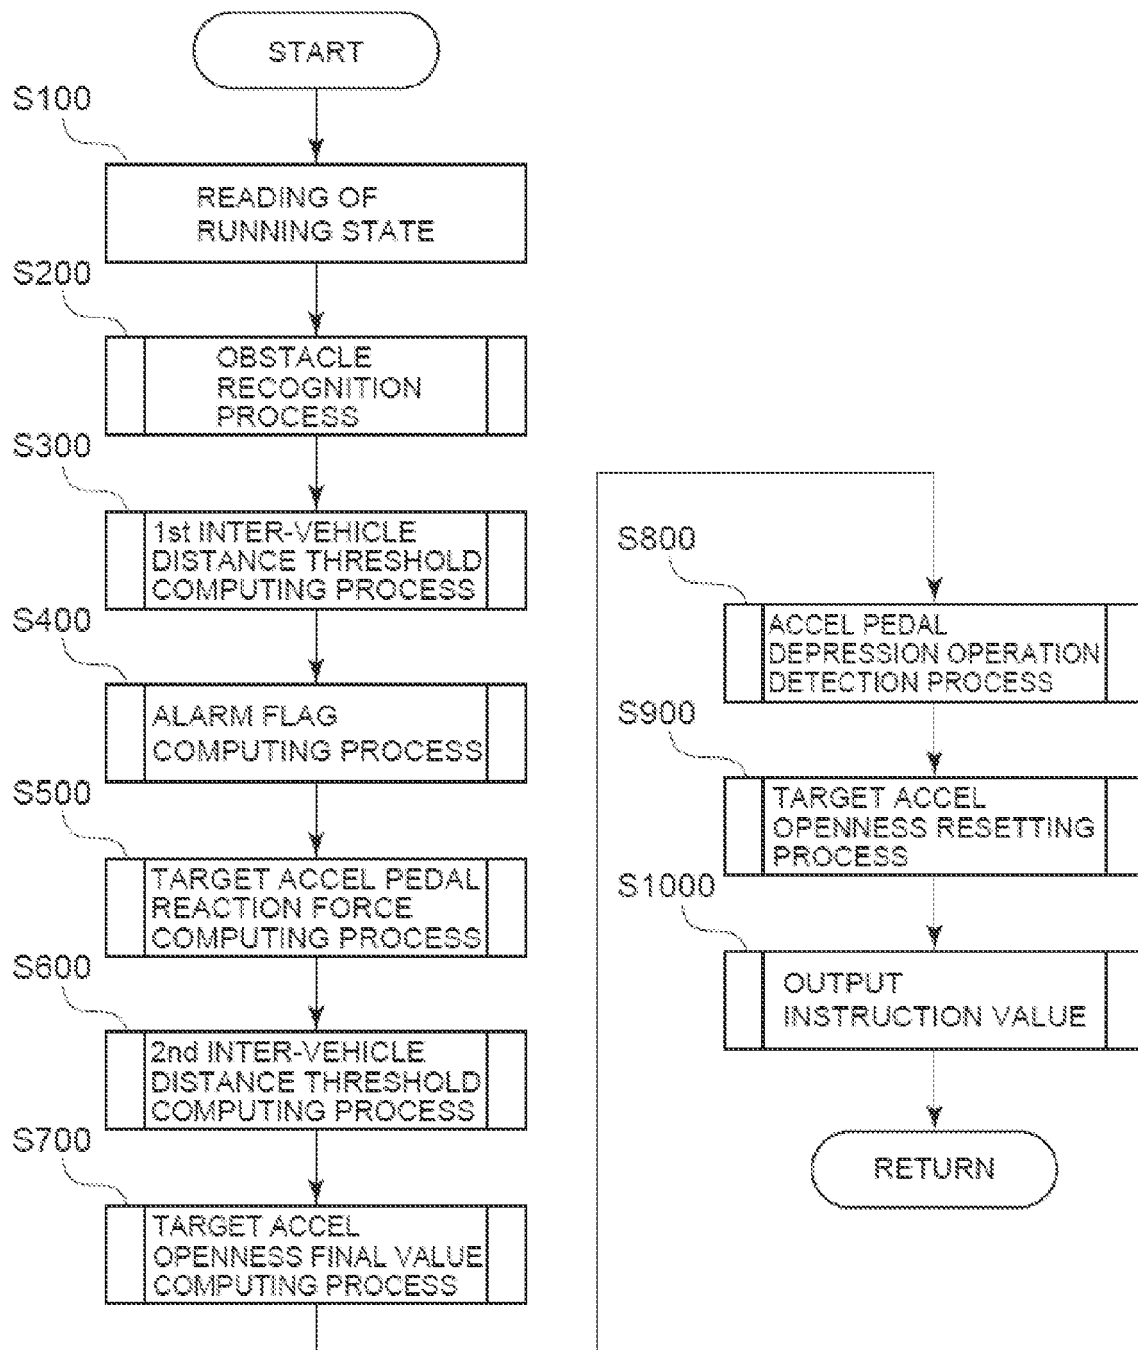 START
S100
READING OF
RUNNING STATE
S200
OBSTACLE
RECOGNITION
PROCESS
S300
1st INTER-VEHICLE
DISTANCE THRESHOLD
COMPUTING PROCESS
S400
ALARM FLAG
COMPUTING PROCESS
S500
TARGET ACCEL PEDAL
REACTION FORCE
COMPUTING PROCESS
S600
2nd INTER-VEHICLE
DISTANCE THRESHOLD
COMPUTING PROCESS
S700
TARGET ACCEL
OPENNESS FINAL VALUE
COMPUTING PROCESS
S800
ACCEL PEDAL
DEPRESSION OPERATION
DETECTION PROCESS
S900
TARGET ACCEL
OPENNESS RESETTING
PROCESS
S1000
OUTPUT
INSTRUCTION VALUE
RETURN